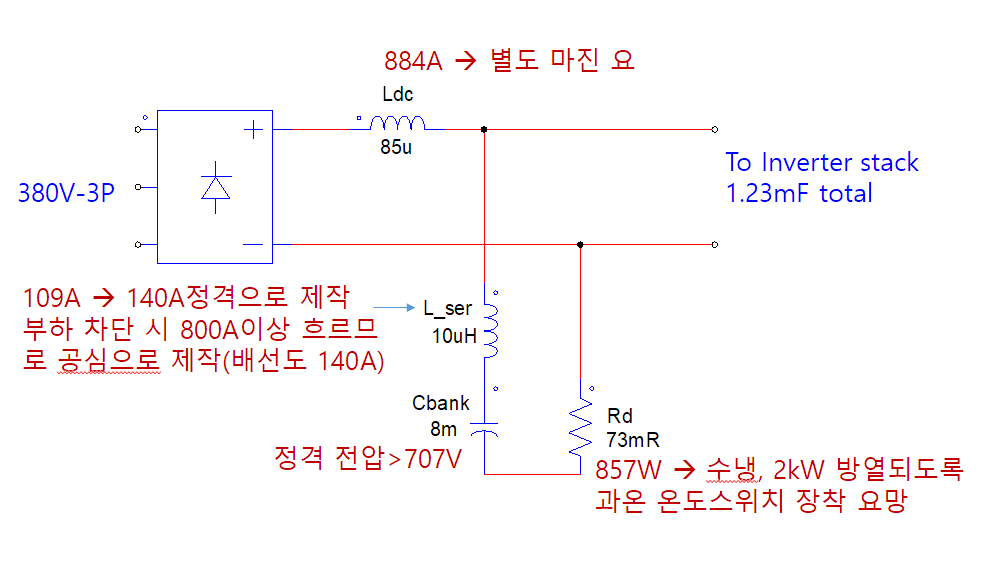 884A → 별도 마진 요
Ldc
85u
380V-3P
To Inverter stack
1.23mF total
109A → 140A정격으로 제작
부하 차단 시 800A이상 흐르므
로 공심으로 제작(배선도 140A)
L_ser
10uH
Cbank
8m
정격 전압>707V
Rd
73mR
857W → 수냉, 2kW 방열되도록
과온 온도스위치 장착 요망